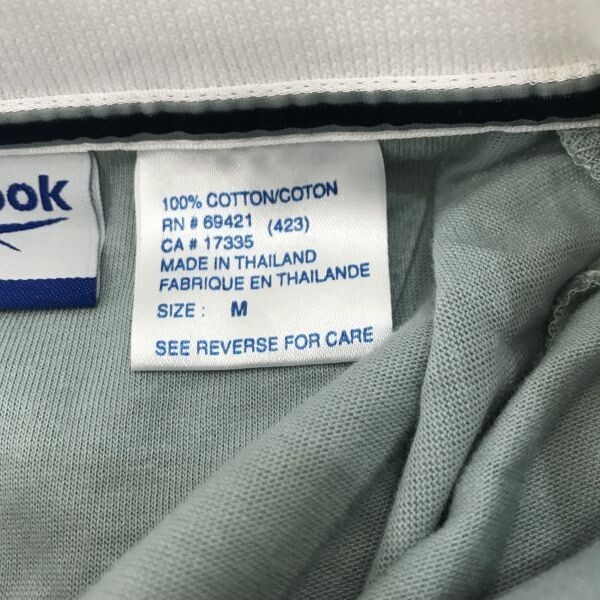 ook
100% COTTON/COTON
RN # 69421 (423)
CA # 17335
MADE IN THAILAND
FABRIQUE EN THAILANDE
SIZE : M
SEE REVERSE FOR CARE